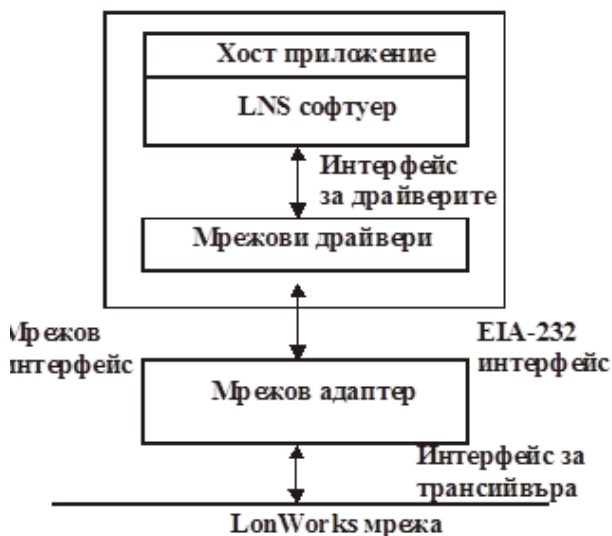 Хост приложение
LNS софтуер
Интерфейс
за драйверите
Мрежови драйвери
Мрежов
интерфейс
EIA-232
интерфейс
Мрежов адаптер
Интерфейс за
трансийвъра
LonWorks мрежа